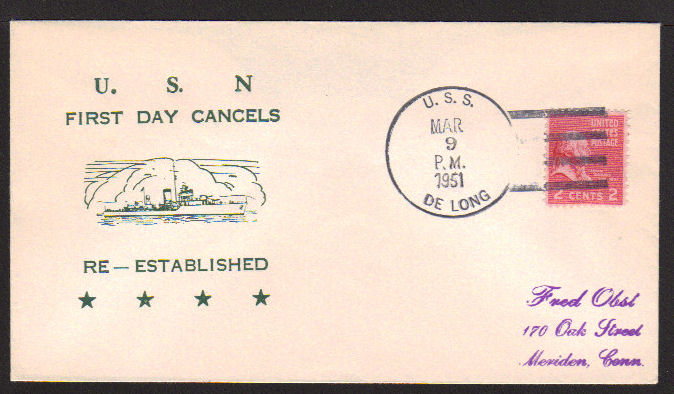 U. S. N
FIRST DAY CANCELS
RE — ESTABLISHED
U.S.S.
MAR
9
P.M.
1951
DE LONG
UNITED
STATES
POSTAGE
2 CENTS 2
Fred Obst
170 Oak Street
Meriden, Conn.